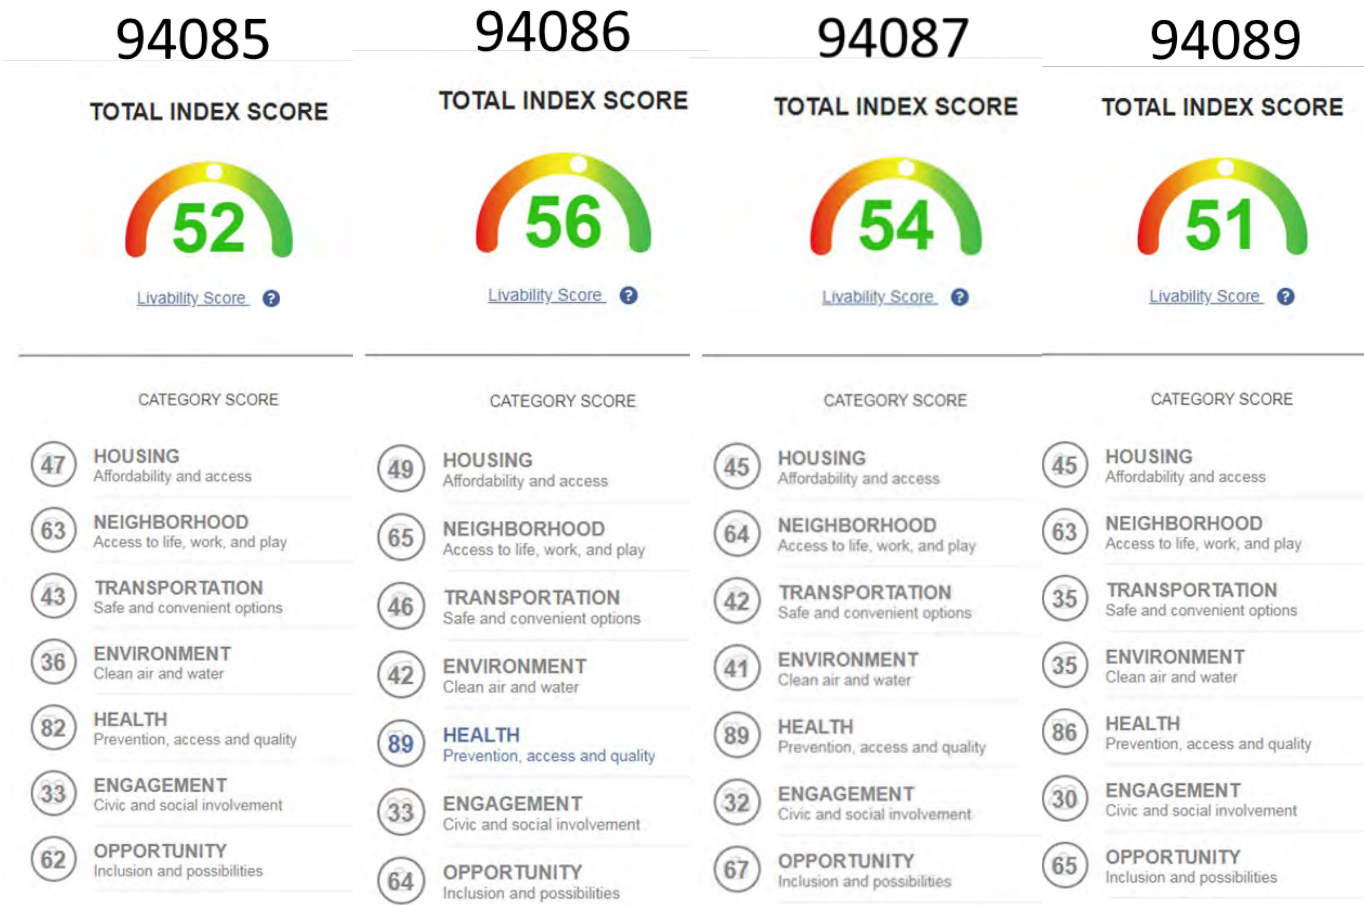 94085
TOTAL INDEX SCORE
52
Livability Score ?
CATEGORY SCORE
47 HOUSING
Affordability and access
63 NEIGHBORHOOD
Access to life, work, and play
43 TRANSPORTATION
Safe and convenient options
36 ENVIRONMENT
Clean air and water
82 HEALTH
Prevention, access and quality
33 ENGAGEMENT
Civic and social involvement
62 OPPORTUNITY
Inclusion and possibilities
94086
TOTAL INDEX SCORE
56
Livability Score ?
CATEGORY SCORE
49 HOUSING
Affordability and access
65 NEIGHBORHOOD
Access to life, work, and play
46 TRANSPORTATION
Safe and convenient options
42 ENVIRONMENT
Clean air and water
89 HEALTH
Prevention, access and quality
33 ENGAGEMENT
Civic and social involvement
64 OPPORTUNITY
Inclusion and possibilities
94087
TOTAL INDEX SCORE
54
Livability Score ?
CATEGORY SCORE
45 HOUSING
Affordability and access
64 NEIGHBORHOOD
Access to life, work, and play
42 TRANSPORTATION
Safe and convenient options
41 ENVIRONMENT
Clean air and water
89 HEALTH
Prevention, access and quality
32 ENGAGEMENT
Civic and social involvement
67 OPPORTUNITY
Inclusion and possibilities
94089
TOTAL INDEX SCORE
51
Livability Score ?
CATEGORY SCORE
45 HOUSING
Affordability and access
63 NEIGHBORHOOD
Access to life, work, and play
35 TRANSPORTATION
Safe and convenient options
35 ENVIRONMENT
Clean air and water
86 HEALTH
Prevention, access and quality
30 ENGAGEMENT
Civic and social involvement
65 OPPORTUNITY
Inclusion and possibilities